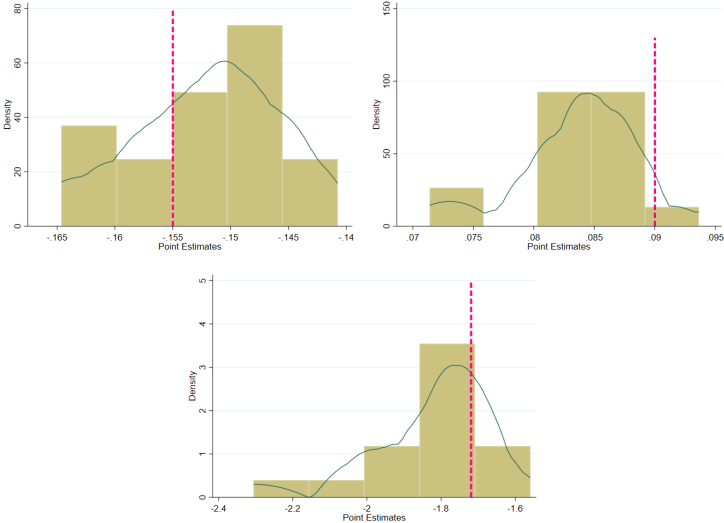 80
60
40
20
0
Density
-.165 -.16 -.155 -.15 -.145 -.14
Point Estimates
150
100
50
0
Density
.07 .075 .08 .085 .09 .095
Point Estimates
5
4
3
2
1
0
Density
-2.4 -2.2 -2 -1.8 -1.6
Point Estimates